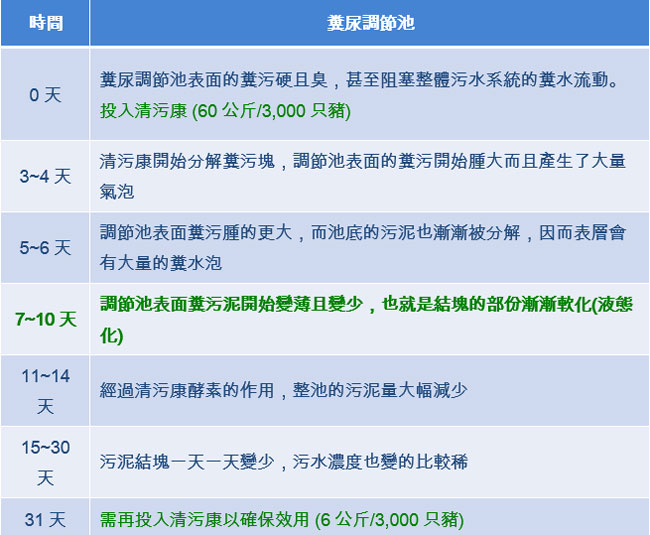 時間 糞尿調節池
0 天
糞尿調節池表面的糞污硬且臭，甚至阻塞整體污水系統的糞水流動。
投入清污康 (60 公斤/3,000 只豬)
3~4 天
清污康開始分解糞污塊，調節池表面的糞污開始腫大而且產生了大量
氣泡
5~6 天
調節池表面糞污腫的更大，而池底的污泥也漸漸被分解，因而表層會
有大量的糞水泡
7~10 天
調節池表面糞污泥開始變薄且變少，也就是結塊的部份漸漸軟化(液態
化)
11~14
天
經過清污康酵素的作用，整池的污泥量大幅減少
15~30
天
污泥結塊一天一天變少，污水濃度也變的比較稀
31 天
需再投入清污康以確保效用 (6 公斤/3,000 只豬)